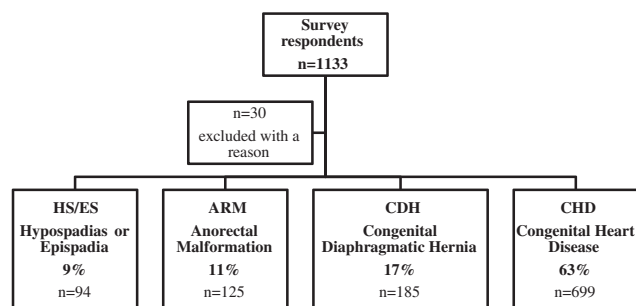 Survey
respondents
n=1133
n=30
excluded with a
reason
HS/ES
Hypospadias or
Epispadia
9%
n=94
ARM
Anorectal
Malformation
11%
n=125
CDH
Congenital
Diaphragmatic Hernia
17%
n=185
CHD
Congenital Heart
Disease
63%
n=699